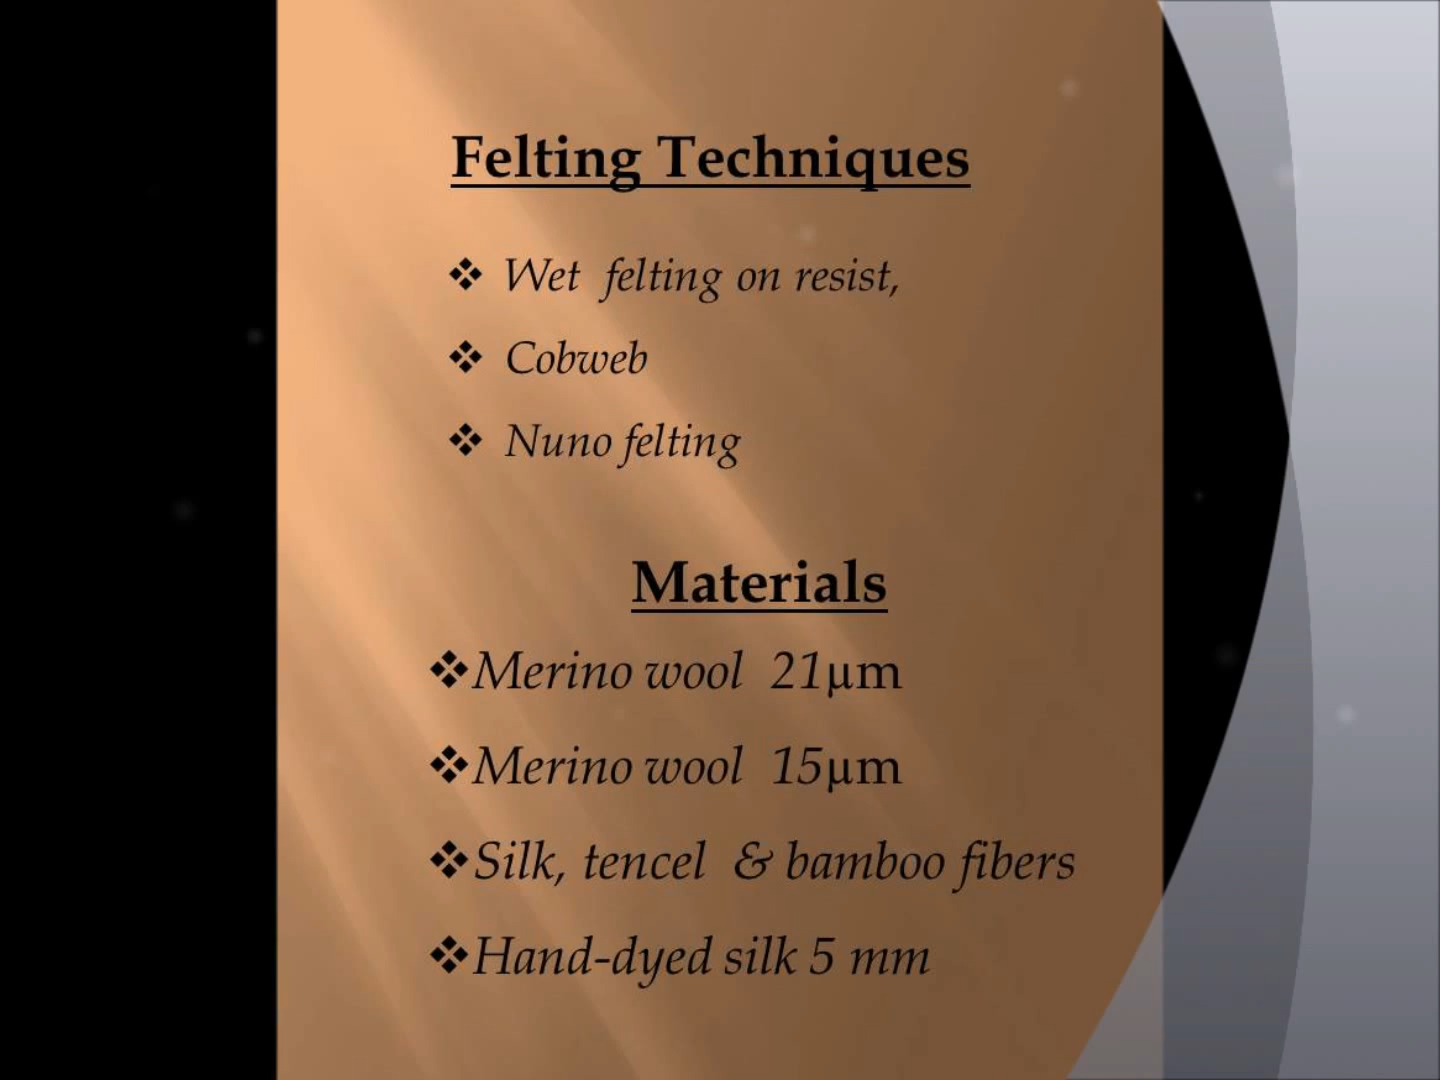 Felting Techniques
❖ Wet felting on resist,
❖ Cobweb
❖ Nuno felting
Materials
❖Merino wool 21µm
❖Merino wool 15µm
❖Silk, tencel & bamboo fibers
❖Hand-dyed silk 5 mm